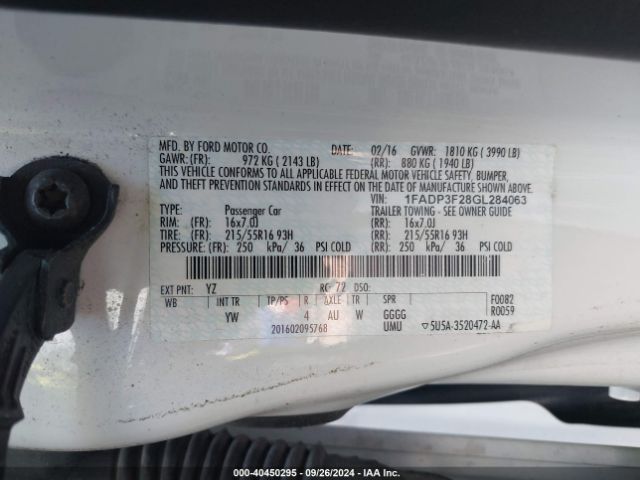 MFD. BY FORD MOTOR CO. DATE: 02/16 GVWR: 1810 KG ( 3990 LB)
GAWR: (FR): 972 KG ( 2143 LB) (RR): 880 KG ( 1940 LB)
THIS VEHICLE CONFORMS TO ALL APPLICABLE FEDERAL MOTOR VEHICLE SAFETY, BUMPER,
AND THEFT PREVENTION STANDARDS IN EFFECT ON THE DATE OF MANUFACTURE SHOWN ABOVE.
VIN: 1FADP3F28GL284063
TYPE: Passenger Car TRAILER TOWING - SEE OWNER GUIDE
RIM: (FR): 16x7.0J (RR): 16x7.0J
TIRE: (FR): 215/55R16 93H (RR): 215/55R16 93H
PRESSURE: (FR): 250 kPa/ 36 PSI COLD (RR): 250 kPa/ 36 PSI COLD
EXT PNT: YZ RC: 72 DSO:
WB INT TR TP/PS R AXLE TR SPR F0082
YW 4 AU W GGGG R0059
201602095768 UMU 5U5A-3520472-AA
000-40450295 - 09/26/2024 - IAA Inc.